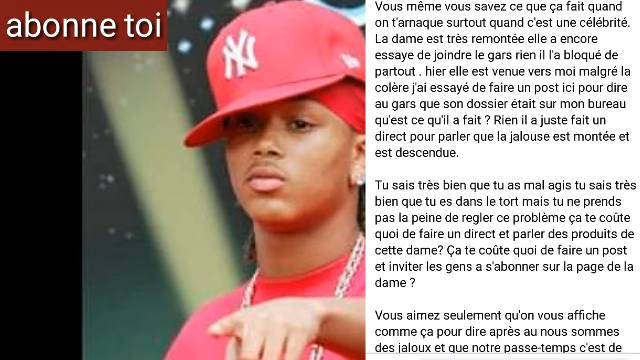 abonne toi
NY
Vous même vous savez ce que ça fait quand
on t'arnaque surtout quand c'est une célébrité.
La dame est très remontée elle a encore
essaye de joindre le gars rien il l'a bloqué de
partout . hier elle est venue vers moi malgré la
colère j'ai essayé de faire un post ici pour dire
au gars que son dossier était sur mon bureau
qu'est ce qu'il a fait ? Rien il a juste fait un
direct pour parler que la jalouse est montée et
est descendue.
Tu sais très bien que tu as mal agis tu sais très
bien que tu es dans le tort mais tu ne prends
pas la peine de regler ce problème ça te coûte
quoi de faire un direct et parler des produits de
cette dame? Ça te coûte quoi de faire un post
et inviter les gens a s'abonner sur la page de la
dame ?
Vous aimez seulement qu'on vous affiche
comme ça pour dire après au nous sommes
des jaloux et que notre passe-temps c'est de